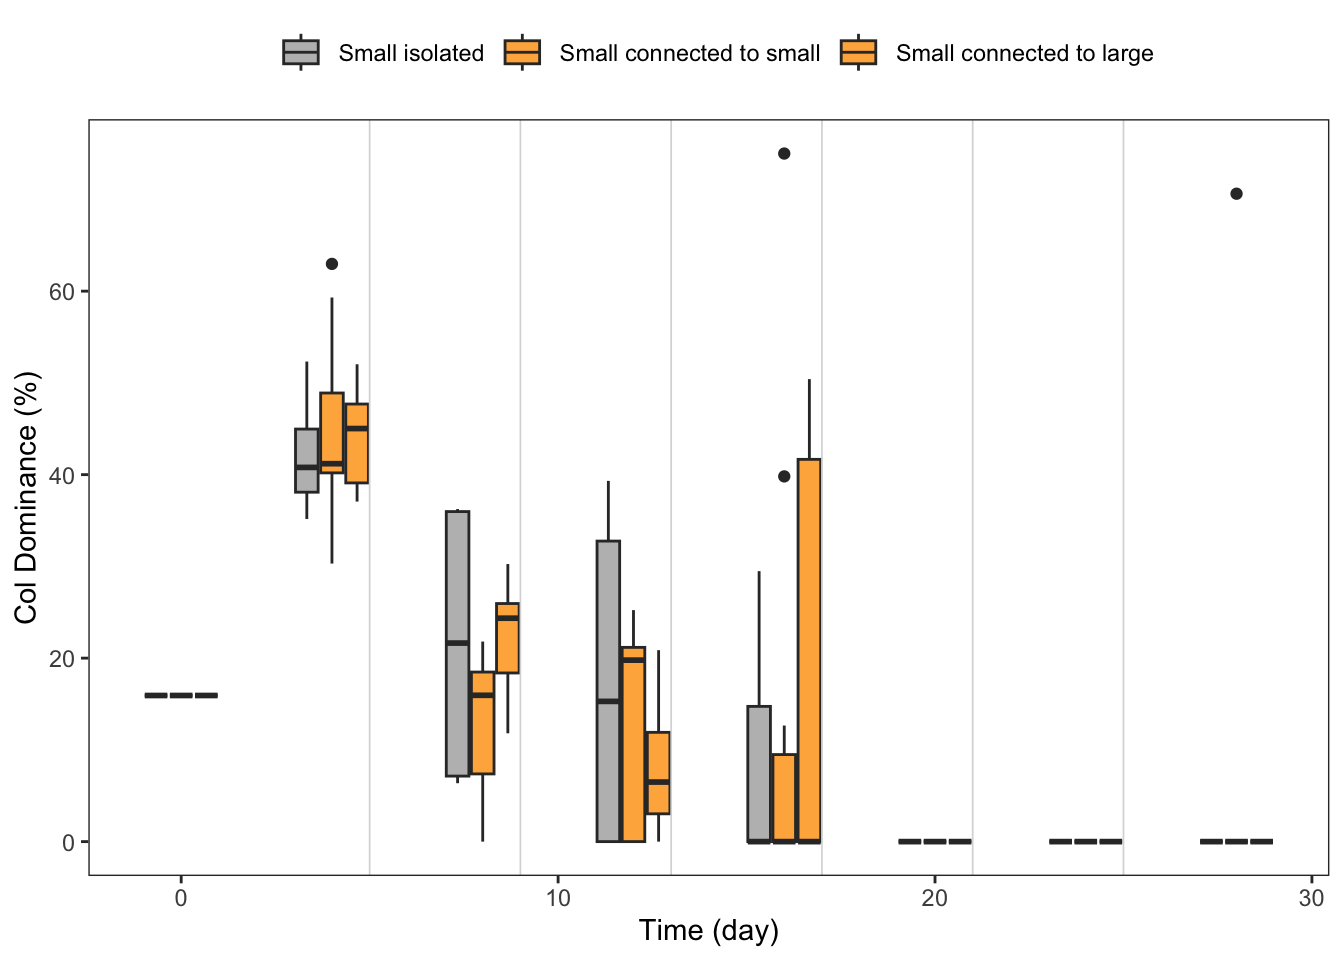 Small isolated Small connected to small Small connected to large
Col Dominance (%)
60
40
20
0
0 10 20 30
Time (day)